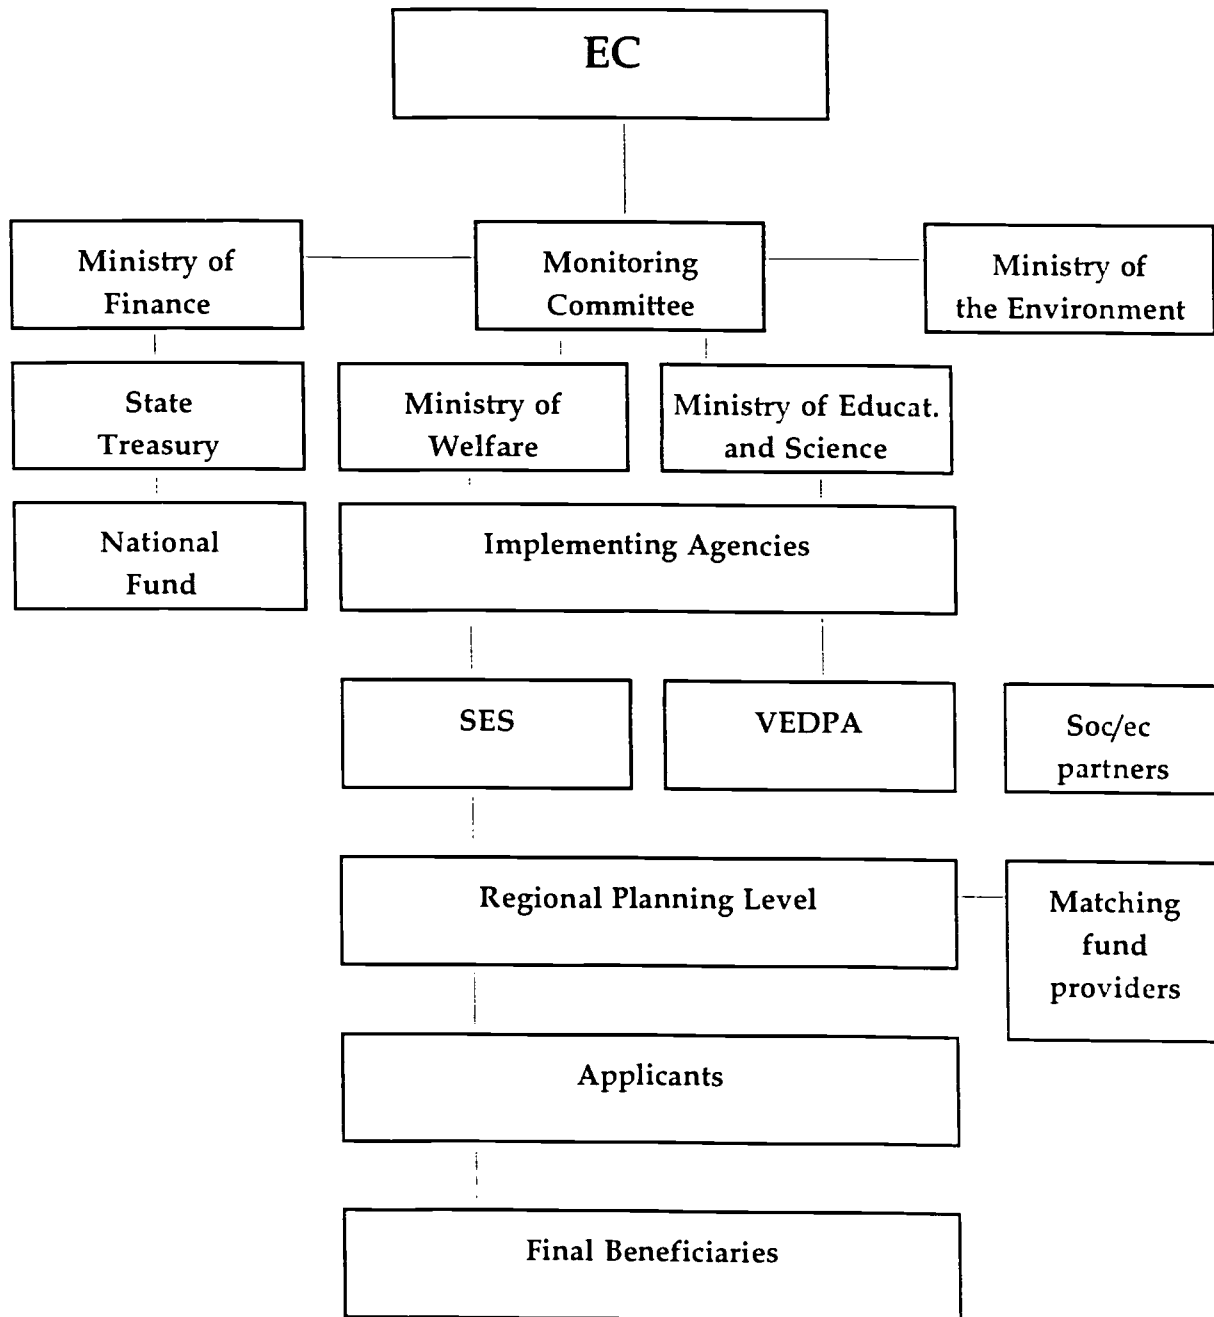 EC
Ministry of
Finance
Monitoring
Committee
Ministry of
the Environment
State
Treasury
Ministry of
Welfare
Ministry of Educat.
and Science
National
Fund
Implementing Agencies
SES
VEDPA
Soc/ec
partners
Regional Planning Level
Matching
fund
providers
Applicants
Final Beneficiaries